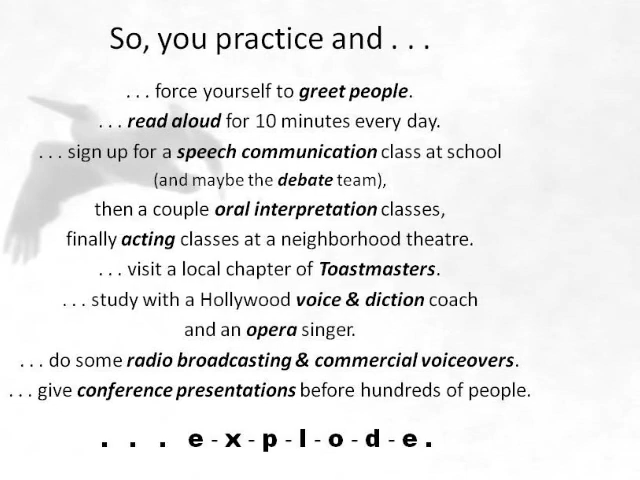 So, you practice and . . .
. . . force yourself to greet people.
. . . read aloud for 10 minutes every day.
. . . sign up for a speech communication class at school
(and maybe the debate team),
then a couple oral interpretation classes,
finally acting classes at a neighborhood theatre.
. . . visit a local chapter of Toastmasters.
. . . study with a Hollywood voice & diction coach
and an opera singer.
. . . do some radio broadcasting & commercial voiceovers.
. . . give conference presentations before hundreds of people.
. . . e - x - p - l - o - d - e .